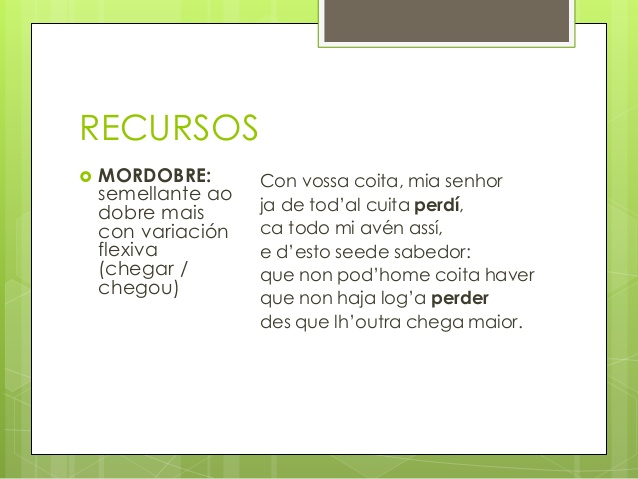 RECURSOS
MORDOBRE:
semellante ao
dobre mais
con variación
flexiva
(chegar /
chegou)
Con vossa coita, mia senhor
ja de tod'al cuita perdí,
ca todo mi avén assí,
e d'esto seede sabedor:
que non pod'home coita haver
que non haja log'a perder
des que lh'outra chega maior.